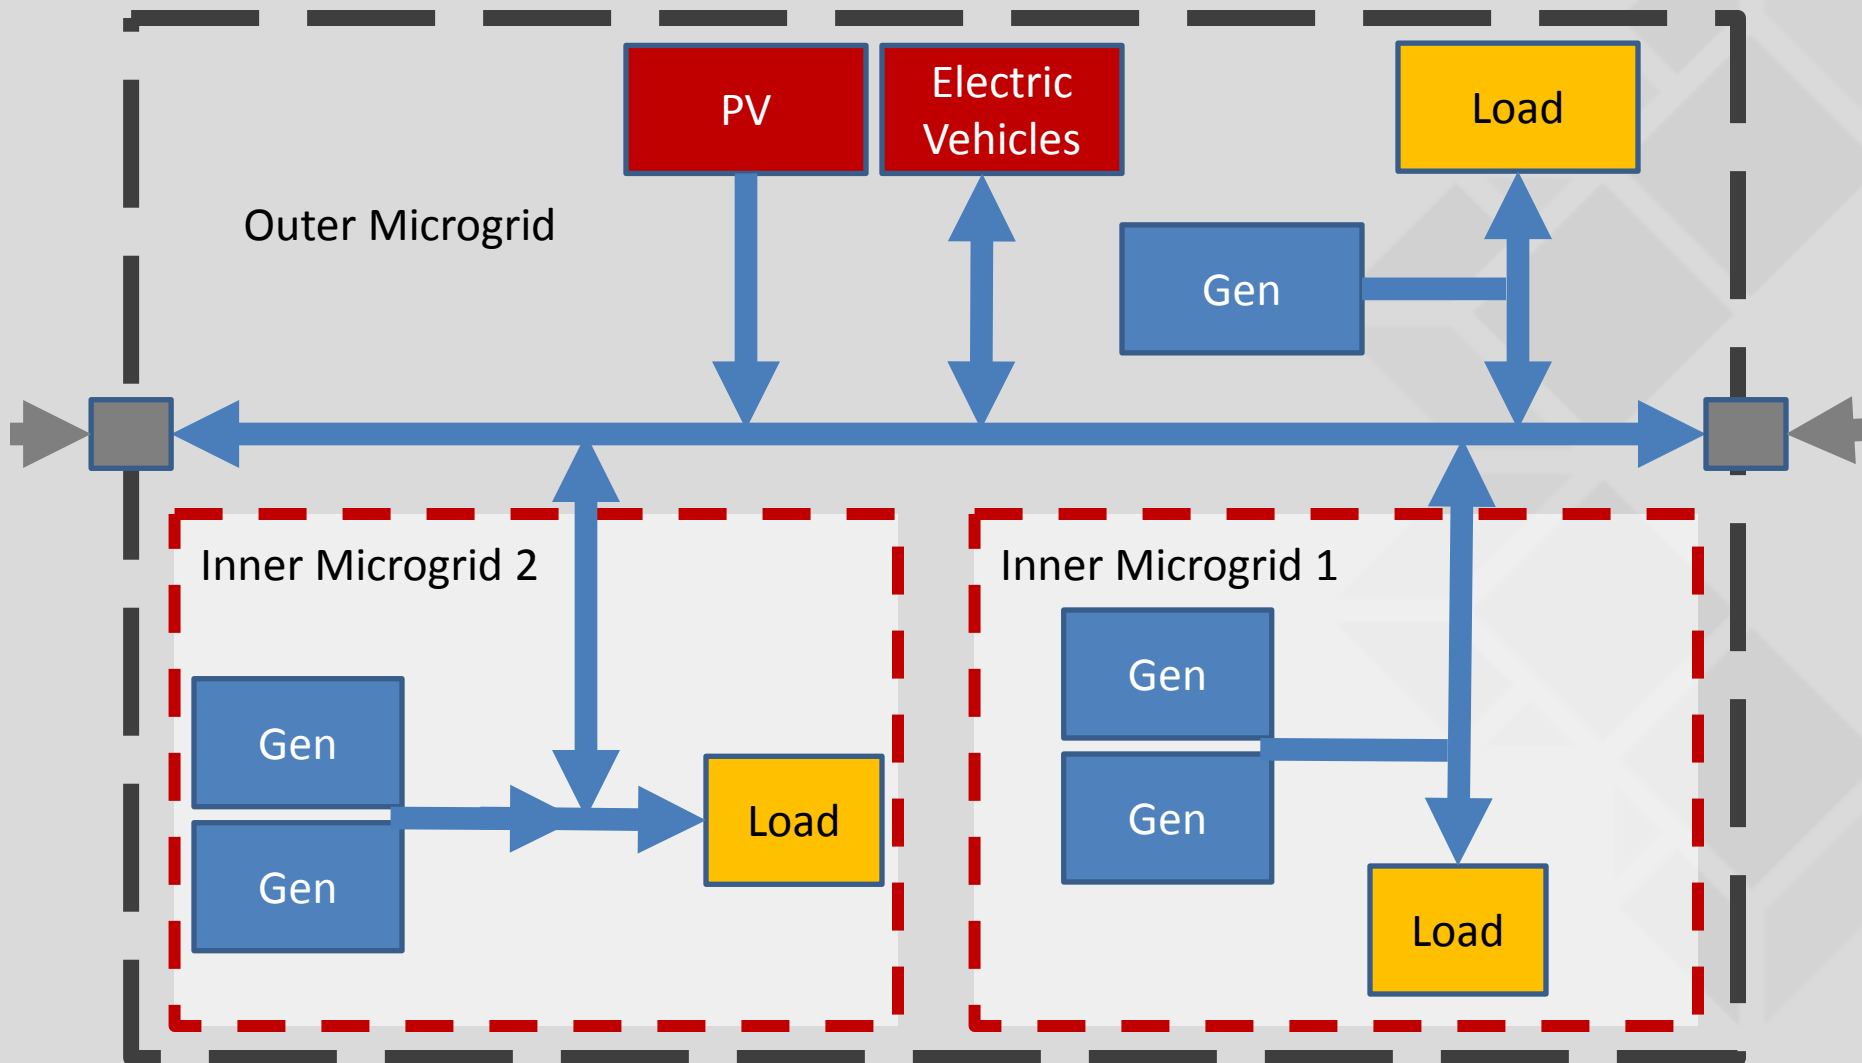 PV
Electric
Vehicles
Load
Outer Microgrid
Gen
Inner Microgrid 2
Gen
Gen
Load
Inner Microgrid 1
Gen
Gen
Load